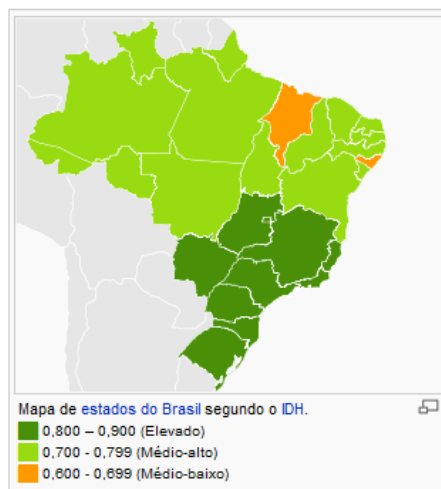 Mapa de estados do Brasil segundo o IDH.
0,800 – 0,900 (Elevado)
0,700 - 0,799 (Médio-alto)
0,600 - 0,699 (Médio-baixo)